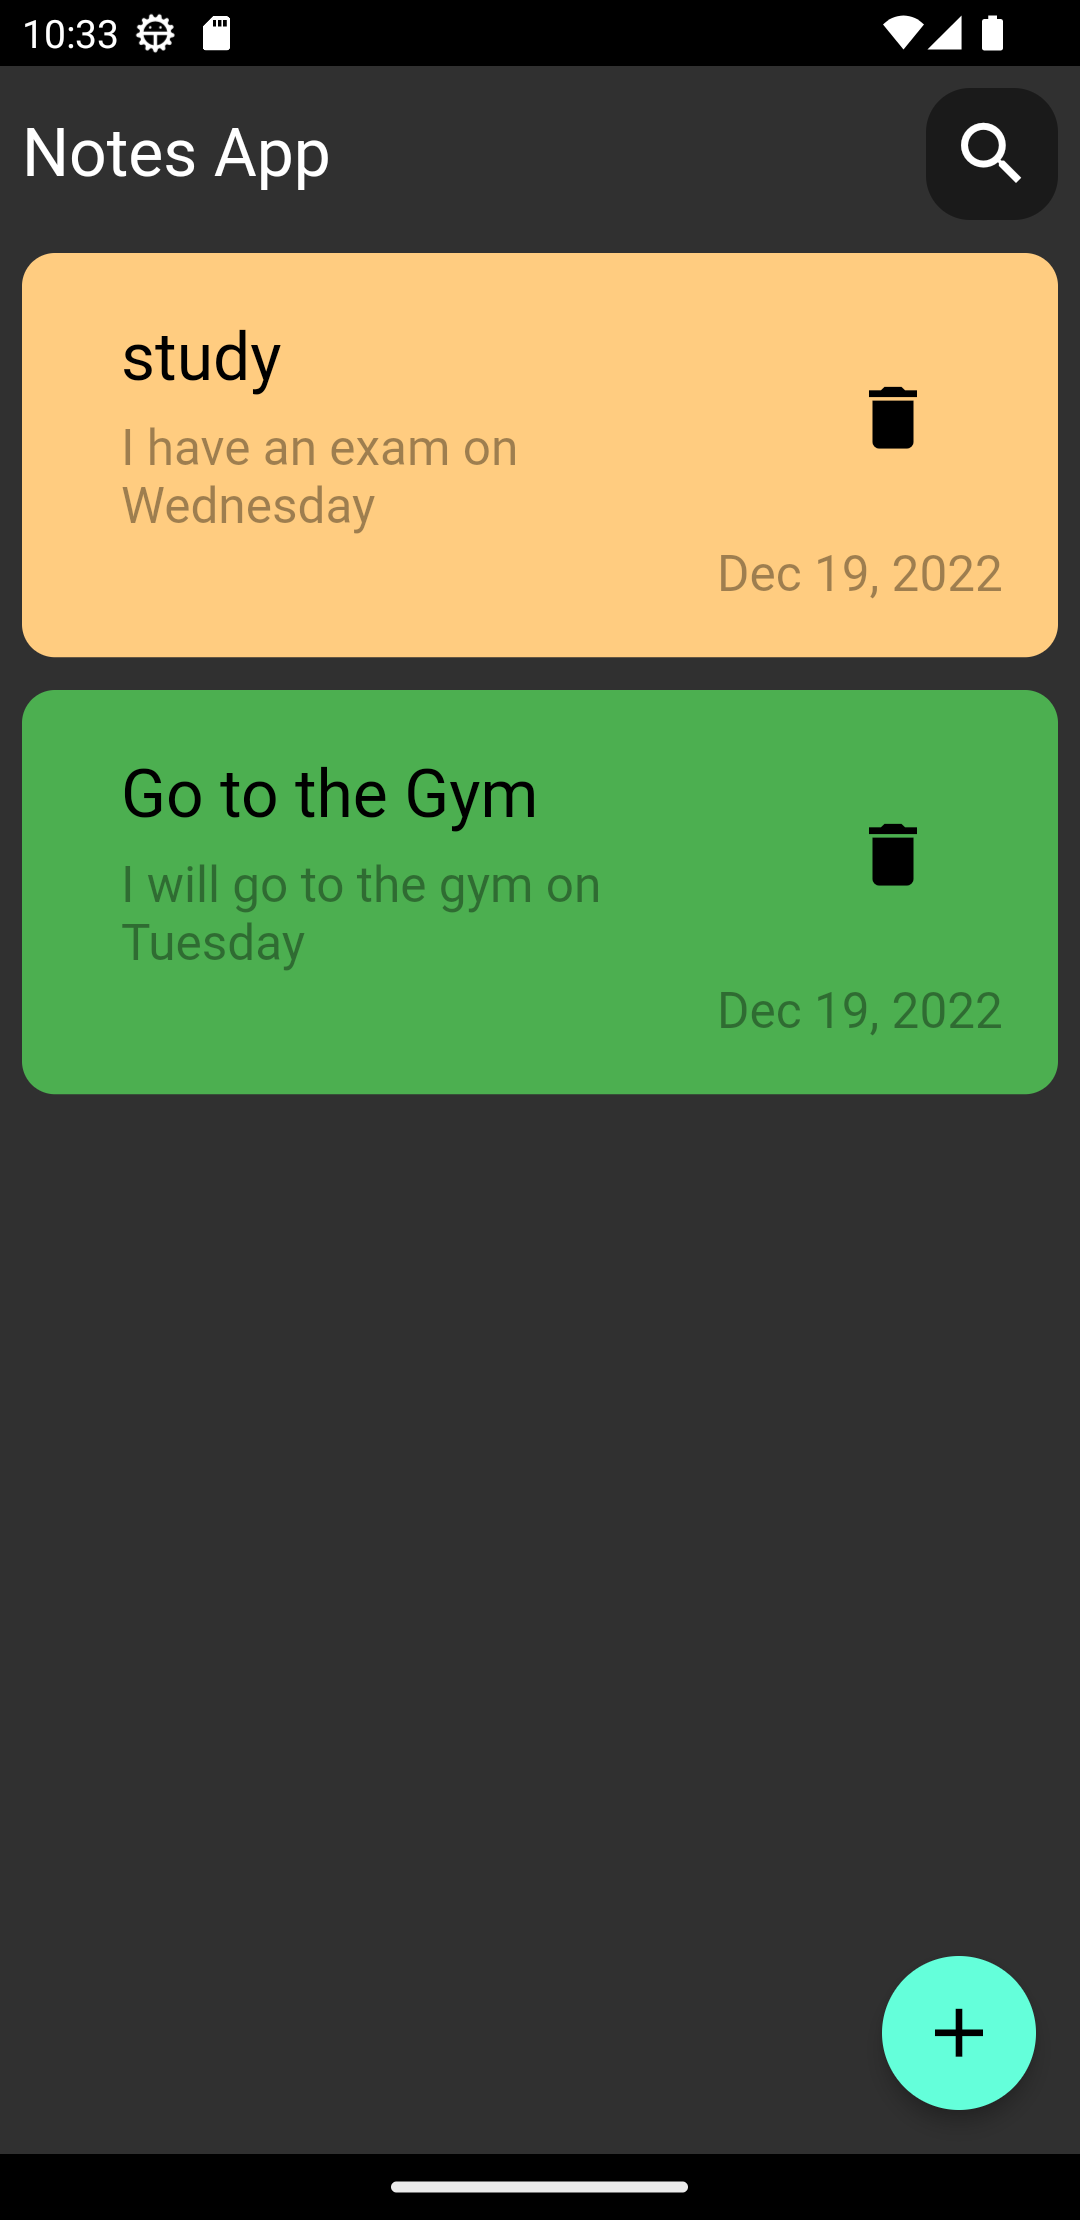 10:33
Notes App
study
I have an exam on
Wednesday
Dec 19, 2022
Go to the Gym
I will go to the gym on
Tuesday
Dec 19, 2022